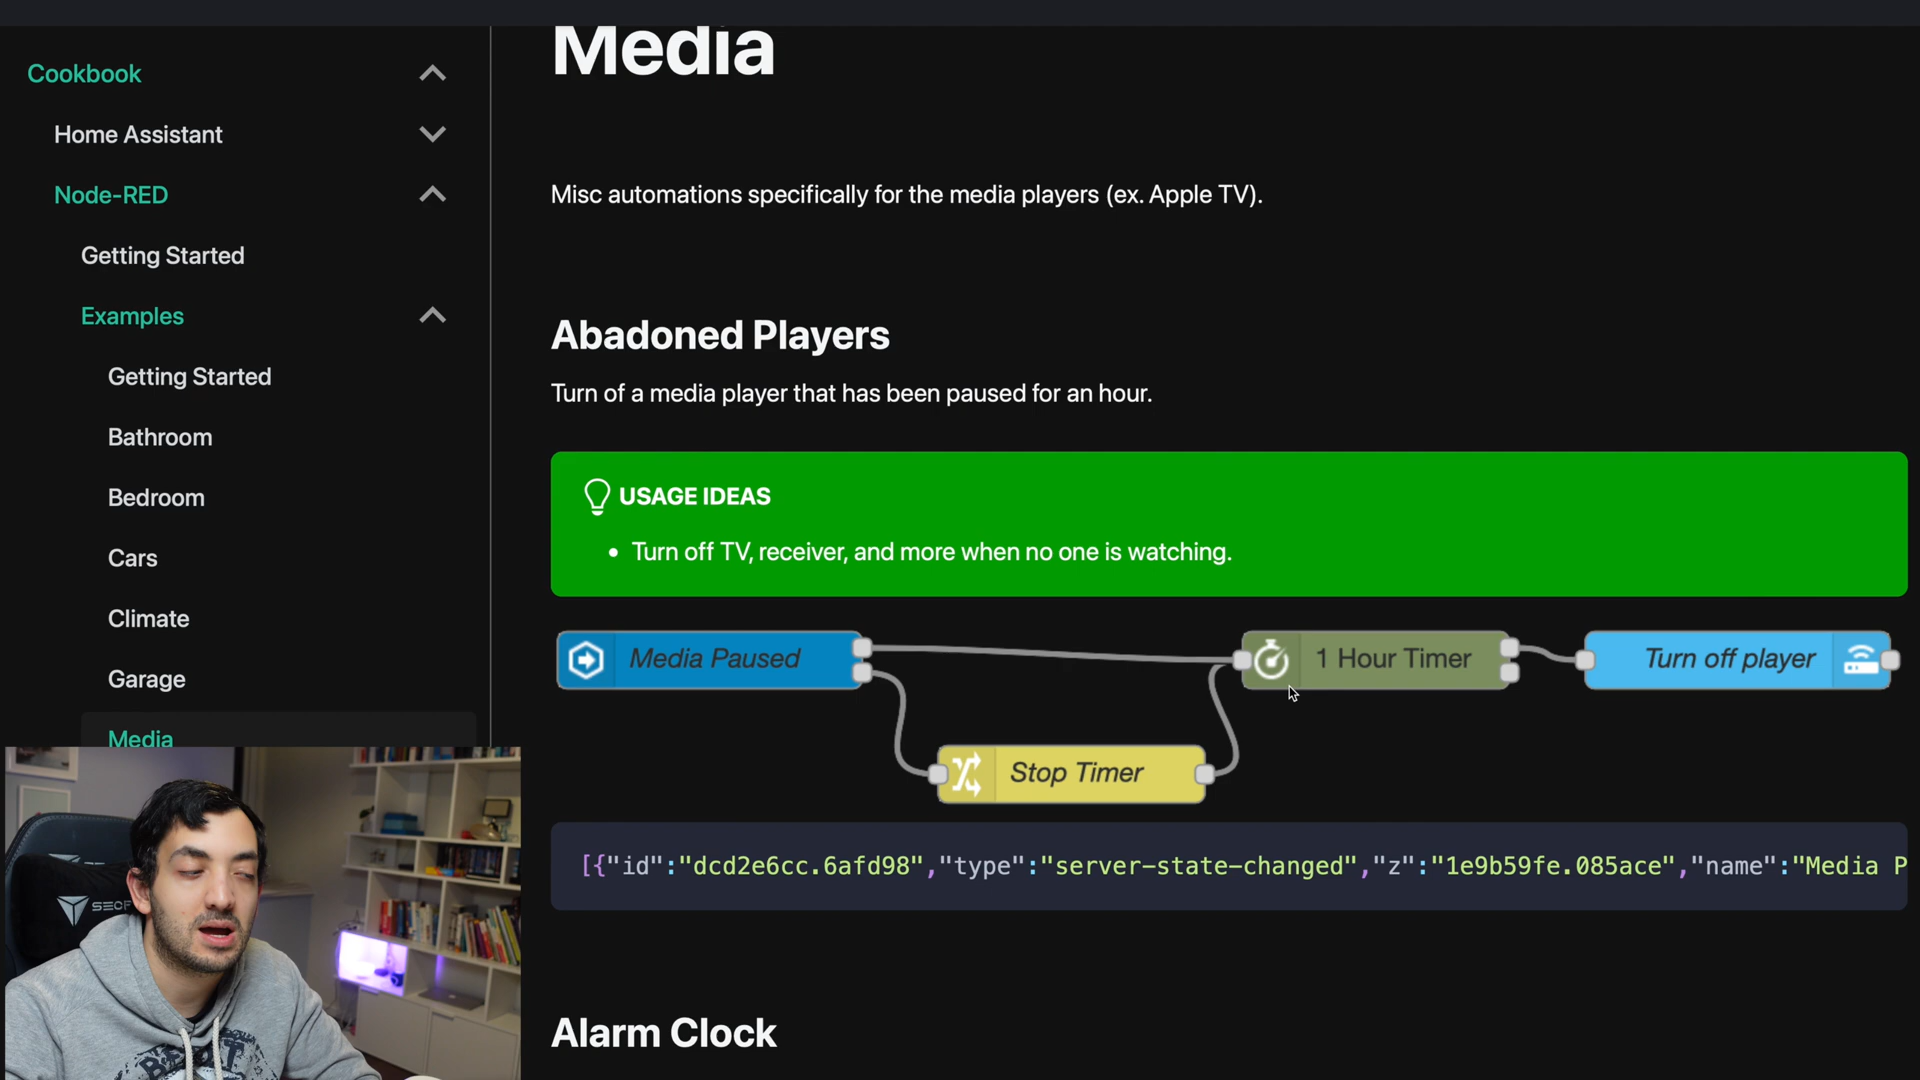 Cookbook
Home Assistant
Node-RED
Getting Started
Examples
Getting Started
Bathroom
Bedroom
Cars
Climate
Garage
Media
Media
Misc automations specifically for the media players (ex. Apple TV).
Abadoned Players
Turn of a media player that has been paused for an hour.
USAGE IDEAS
• Turn off TV, receiver, and more when no one is watching.
Media Paused
1 Hour Timer
Turn off player
Stop Timer
[{"id":"dcd2e6cc.6afd98","type":"server-state-changed","z":"1e9b59fe.085ace","name":"Media P
Alarm Clock